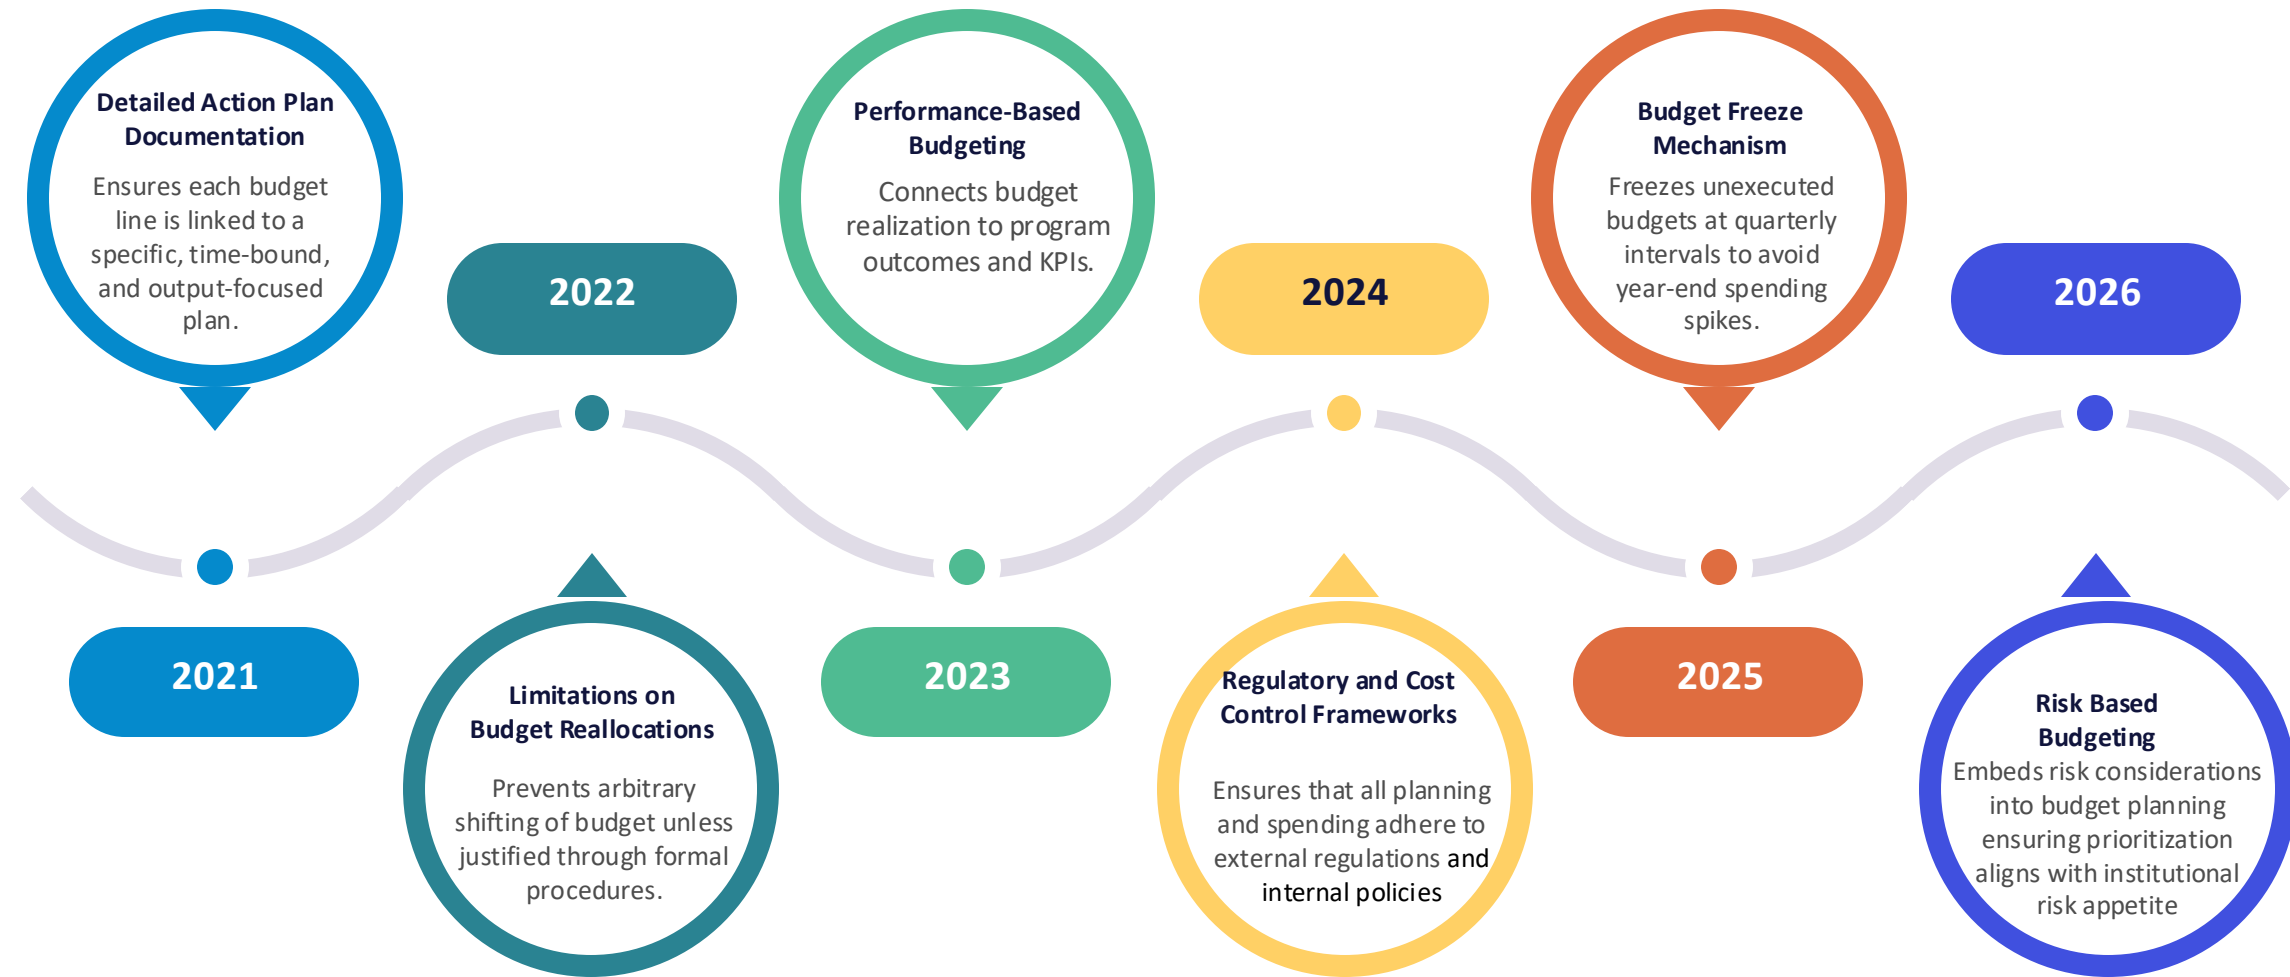 Detailed Action Plan
Documentation
Ensures each budget
line is linked to a
specific, time-bound,
and output-focused
plan.
2021
2022
Limitations on
Budget Reallocations
Prevents arbitrary
shifting of budget unless
justified through formal
procedures.
Performance-Based
Budgeting
Connects budget
realization to program
outcomes and KPIs.
2023
2024
Regulatory and Cost
Control Frameworks
Ensures that all planning
and spending adhere to
external regulations and
internal policies
Budget Freeze
Mechanism
Freezes unexecuted
budgets at quarterly
intervals to avoid
year-end spending
spikes.
2025
2026
Risk Based
Budgeting
Embeds risk considerations
into budget planning
ensuring prioritization
aligns with institutional
risk appetite